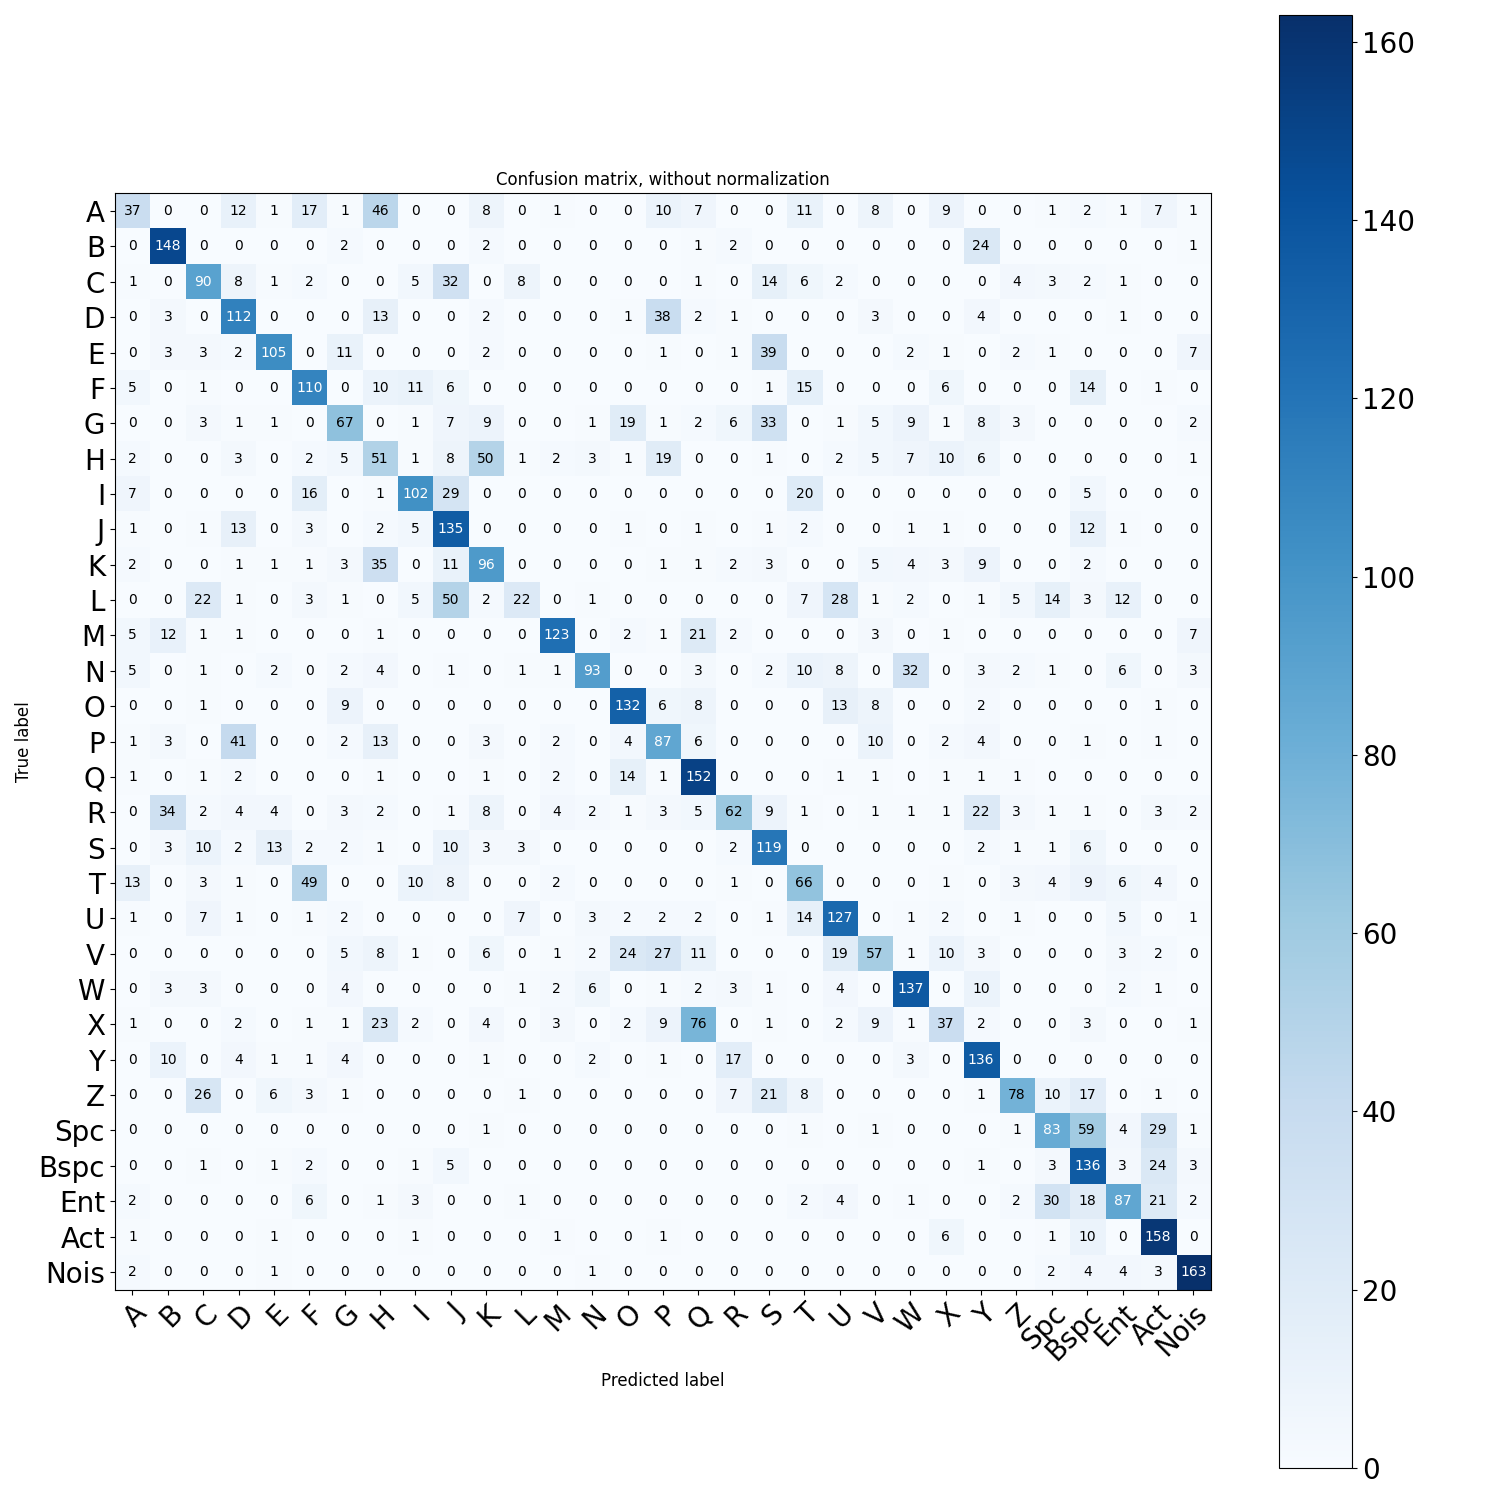 Confusion matrix, without normalization
A 37 0 0 12 1 17 1 46 0 0 8 0 1 0 0 10 7 0 0 11 0 8 0 9 0 0 1 2 1 7 1
B 0 148 0 0 0 0 2 0 0 0 2 0 0 0 0 0 1 2 0 0 0 0 0 0 24 0 0 0 0 0 1
C 1 0 90 8 1 2 0 0 5 32 0 8 0 0 0 0 1 0 14 6 2 0 0 0 0 4 3 2 1 0 0
D 0 3 0 112 0 0 0 13 0 0 2 0 0 0 1 38 2 1 0 0 0 3 0 0 4 0 0 0 1 0 0
E 0 3 3 2 105 0 11 0 0 0 2 0 0 0 0 1 0 1 39 0 0 0 2 1 0 2 1 0 0 0 7
F 5 0 1 0 0 110 0 10 11 6 0 0 0 0 0 0 0 0 1 15 0 0 0 6 0 0 0 14 0 1 0
G 0 0 3 1 1 0 67 0 1 7 9 0 0 1 19 1 2 6 33 0 1 5 9 1 8 3 0 0 0 0 2
H 2 0 0 3 0 2 5 51 1 8 50 1 2 3 1 19 0 0 1 0 2 5 7 10 6 0 0 0 0 0 1
I 7 0 0 0 0 16 0 1 102 29 0 0 0 0 0 0 0 0 0 20 0 0 0 0 0 0 0 5 0 0 0
J 1 0 1 13 0 3 0 2 5 135 0 0 0 0 1 0 1 0 1 2 0 0 1 1 0 0 0 12 1 0 0
K 2 0 0 1 1 1 3 35 0 11 96 0 0 0 0 1 1 2 3 0 0 5 4 3 9 0 0 2 0 0 0
L 0 0 22 1 0 3 1 0 5 50 2 22 0 1 0 0 0 0 0 7 28 1 2 0 1 5 14 3 12 0 0
M 5 12 1 1 0 0 0 1 0 0 0 0 123 0 2 1 21 2 0 0 0 3 0 1 0 0 0 0 0 0 7
N 5 0 1 0 2 0 2 4 0 1 0 1 1 93 0 0 3 0 2 10 8 0 32 0 3 2 1 0 6 0 3
O 0 0 1 0 0 0 9 0 0 0 0 0 0 0 132 6 8 0 0 0 13 8 0 0 2 0 0 0 0 1 0
P 1 3 0 41 0 0 2 13 0 0 3 0 2 0 4 87 6 0 0 0 0 10 0 2 4 0 0 1 0 1 0
Q 1 0 1 2 0 0 0 1 0 0 1 0 2 0 14 1 152 0 0 0 1 1 0 1 1 1 0 0 0 0 0
R 0 34 2 4 4 0 3 2 0 1 8 0 4 2 1 3 5 62 9 1 0 1 1 1 22 3 1 1 0 3 2
S 0 3 10 2 13 2 2 1 0 10 3 3 0 0 0 0 0 2 119 0 0 0 0 0 2 1 1 6 0 0 0
T 13 0 3 1 0 49 0 0 10 8 0 0 2 0 0 0 0 1 0 66 0 0 0 1 0 3 4 9 6 4 0
U 1 0 7 1 0 1 2 0 0 0 0 7 0 3 2 2 2 0 1 14 127 0 1 2 0 1 0 0 5 0 1
V 0 0 0 0 0 0 5 8 1 0 6 0 1 2 24 27 11 0 0 0 19 57 1 10 3 0 0 0 3 2 0
W 0 3 3 0 0 0 4 0 0 0 0 1 2 6 0 1 2 3 1 0 4 0 137 0 10 0 0 0 2 1 0
X 1 0 0 2 0 1 1 23 2 0 4 0 3 0 2 9 76 0 1 0 2 9 1 37 2 0 0 3 0 0 1
Y 0 10 0 4 1 1 4 0 0 0 1 0 0 2 0 1 0 17 0 0 0 0 3 0 136 0 0 0 0 0 0
Z 0 0 26 0 6 3 1 0 0 0 0 1 0 0 0 0 0 7 21 8 0 0 0 0 1 78 10 17 0 1 0
Spc 0 0 0 0 0 0 0 0 0 0 1 0 0 0 0 0 0 0 0 1 0 1 0 0 0 1 83 59 4 29 1
Bspc 0 0 1 0 1 2 0 0 1 5 0 0 0 0 0 0 0 0 0 0 0 0 0 0 1 0 3 136 3 24 3
Ent 2 0 0 0 0 6 0 1 3 0 0 1 0 0 0 0 0 0 0 2 4 0 1 0 0 2 30 18 87 21 2
Act 1 0 0 0 1 0 0 0 1 0 0 0 1 0 0 1 0 0 0 0 0 0 0 6 0 0 1 10 0 158 0
Nois 2 0 0 0 1 0 0 0 0 0 0 0 0 1 0 0 0 0 0 0 0 0 0 0 0 0 2 4 4 3 163
A B C D E F G H I J K L M N O P Q R S T U V W X Y Z Spc Bspc Ent Act Nois
Predicted label
True label
160
140
120
100
80
60
40
20
0